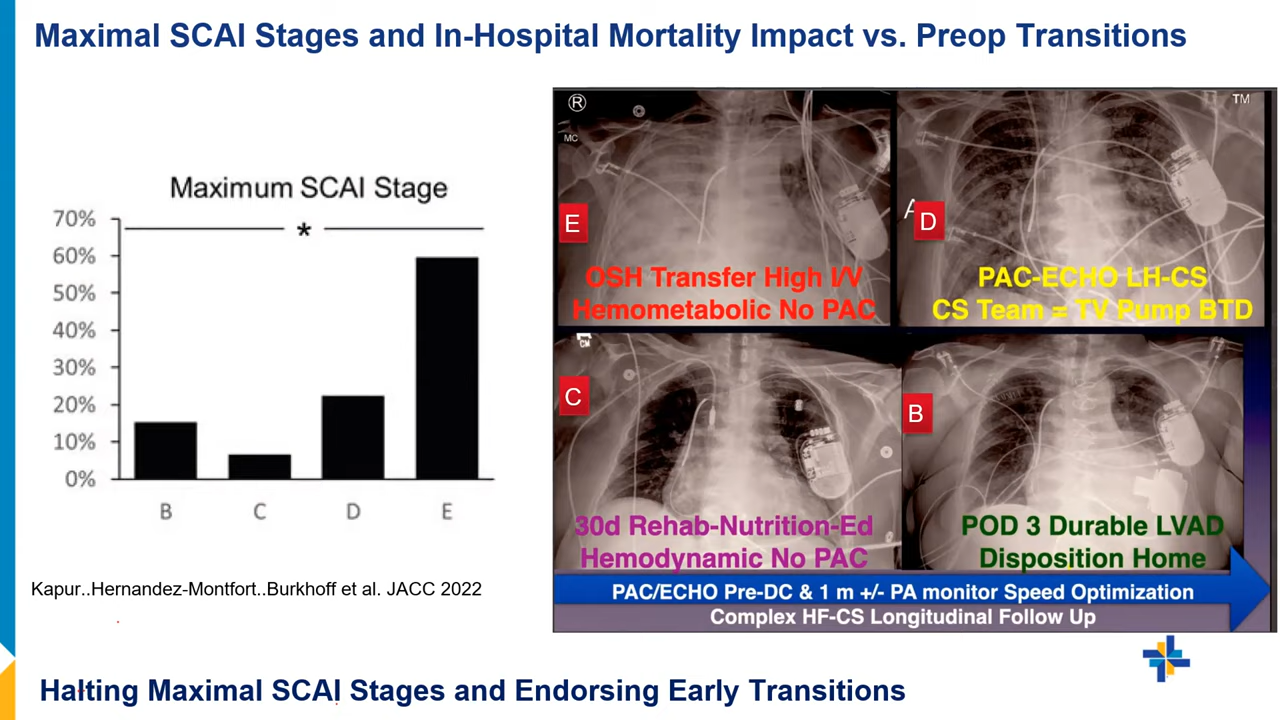 Maximal SCAI Stages and In-Hospital Mortality Impact vs. Preop Transitions
Maximum SCAI Stage
70%
*
60%
50%
40%
30%
20%
10%
0%
B
C
D
E
Kapur..Hernandez-Montfort..Burkhoff et al. JACC 2022
®
MC
E
OSH Transfer High I/V
Hemometabolic No PAC
TM
A
D
PAC-ECHO LH-CS
CS Team = TV Pump BTD
CM
C
30d Rehab-Nutrition-Ed
Hemodynamic No PAC
B
POD 3 Durable LVAD
Disposition Home
PAC/ECHO Pre-DC & 1 m +/- PA monitor Speed Optimization
Complex HF-CS Longitudinal Follow Up
Halting Maximal SCAI Stages and Endorsing Early Transitions